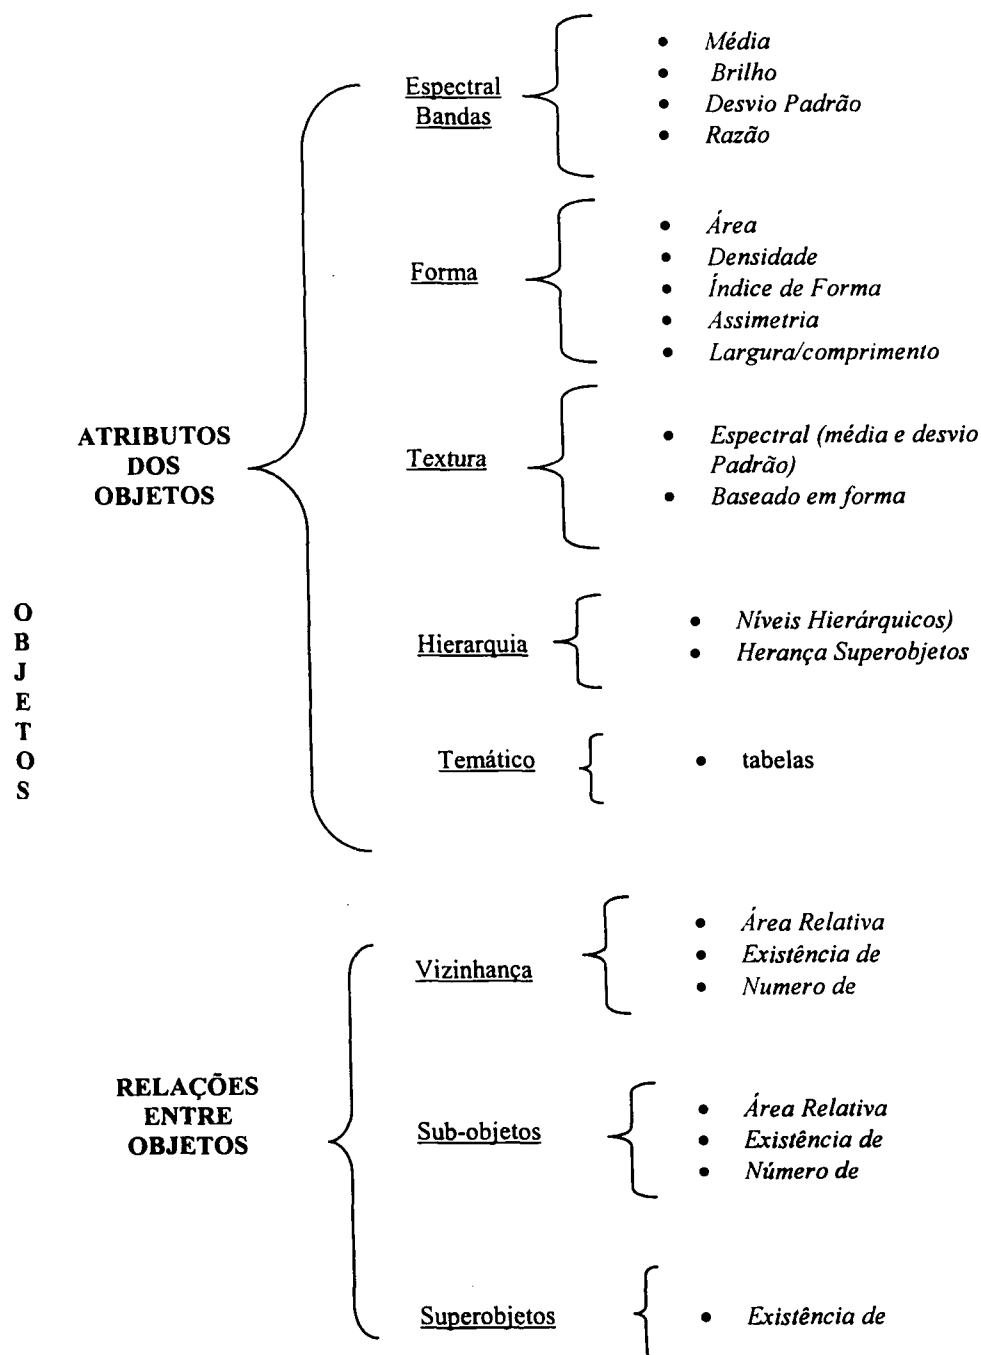 O
B
J
E
T
O
S
ATRIBUTOS
DOS
OBJETOS
Espectral
Bandas
• Média
• Brilho
• Desvio Padrão
• Razão
Forma
• Área
• Densidade
• Índice de Forma
• Assimetria
• Largura/comprimento
Textura
• Espectral (média e desvio
Padrão)
• Baseado em forma
Hierarquia
• Níveis Hierárquicos)
• Herança Superobjetos
Temático
• tabelas
RELAÇÕES
ENTRE
OBJETOS
Vizinhança
• Área Relativa
• Existência de
• Numero de
Sub-objetos
• Área Relativa
• Existência de
• Número de
Superobjetos
• Existência de